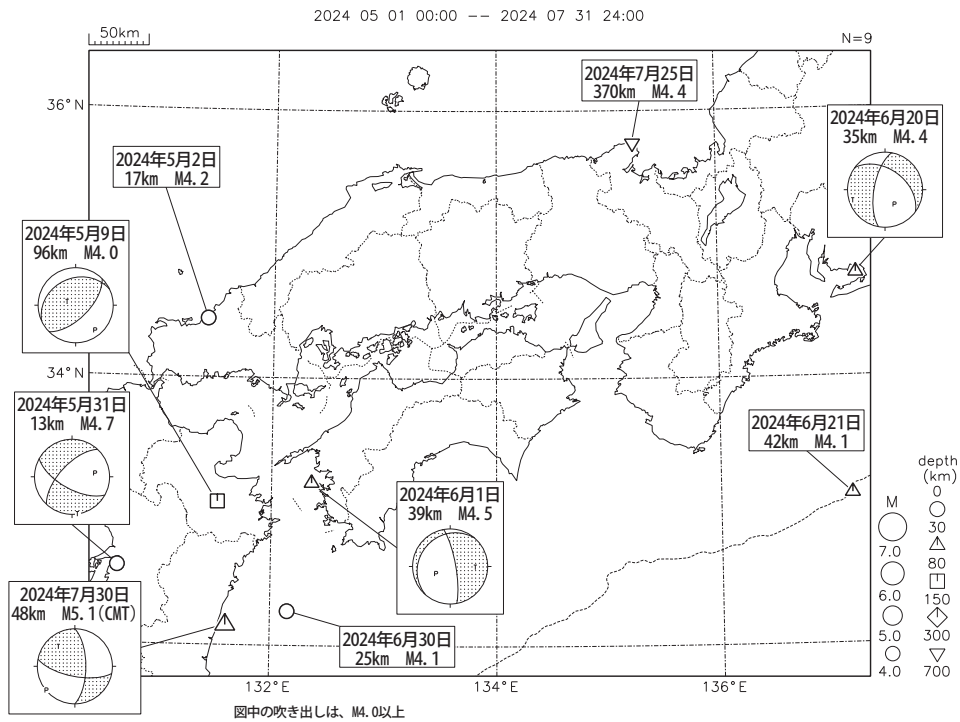 2024 05 01 00:00 -- 2024 07 31 24:00
50km
N=9
36°N
34°N
132°E
134°E
136°E
2024年7月25日
370km M4.4
2024年6月20日
35km M4.4
T
P
2024年5月2日
17km M4.2
2024年5月9日
96km M4.0
T
P
2024年5月31日
13km M4.7
P
T
2024年6月21日
42km M4.1
2024年6月1日
39km M4.5
P
T
2024年7月30日
48km M5.1(CMT)
T
P
2024年6月30日
25km M4.1
M
7.0
6.0
5.0
4.0
depth
(km)
0
30
80
150
300
700
図中の吹き出しは、M4.0以上